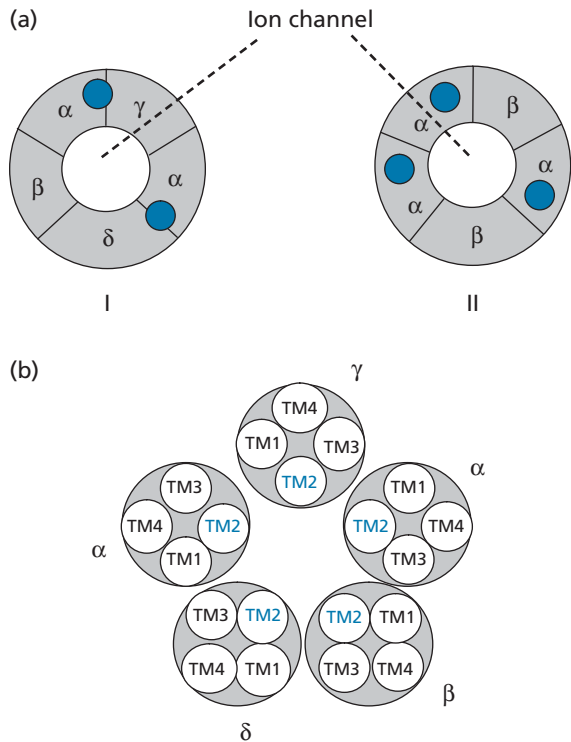 (a)
Ion channel
α γ
β α
δ
I
β
α
α
α
β
II
(b)
γ
TM4
TM1 TM3
TM2
α
TM3
TM4 TM2
TM1
α
TM1
TM2 TM4
TM3
TM3 TM2
TM4 TM1
δ
TM2 TM1
TM3 TM4
β